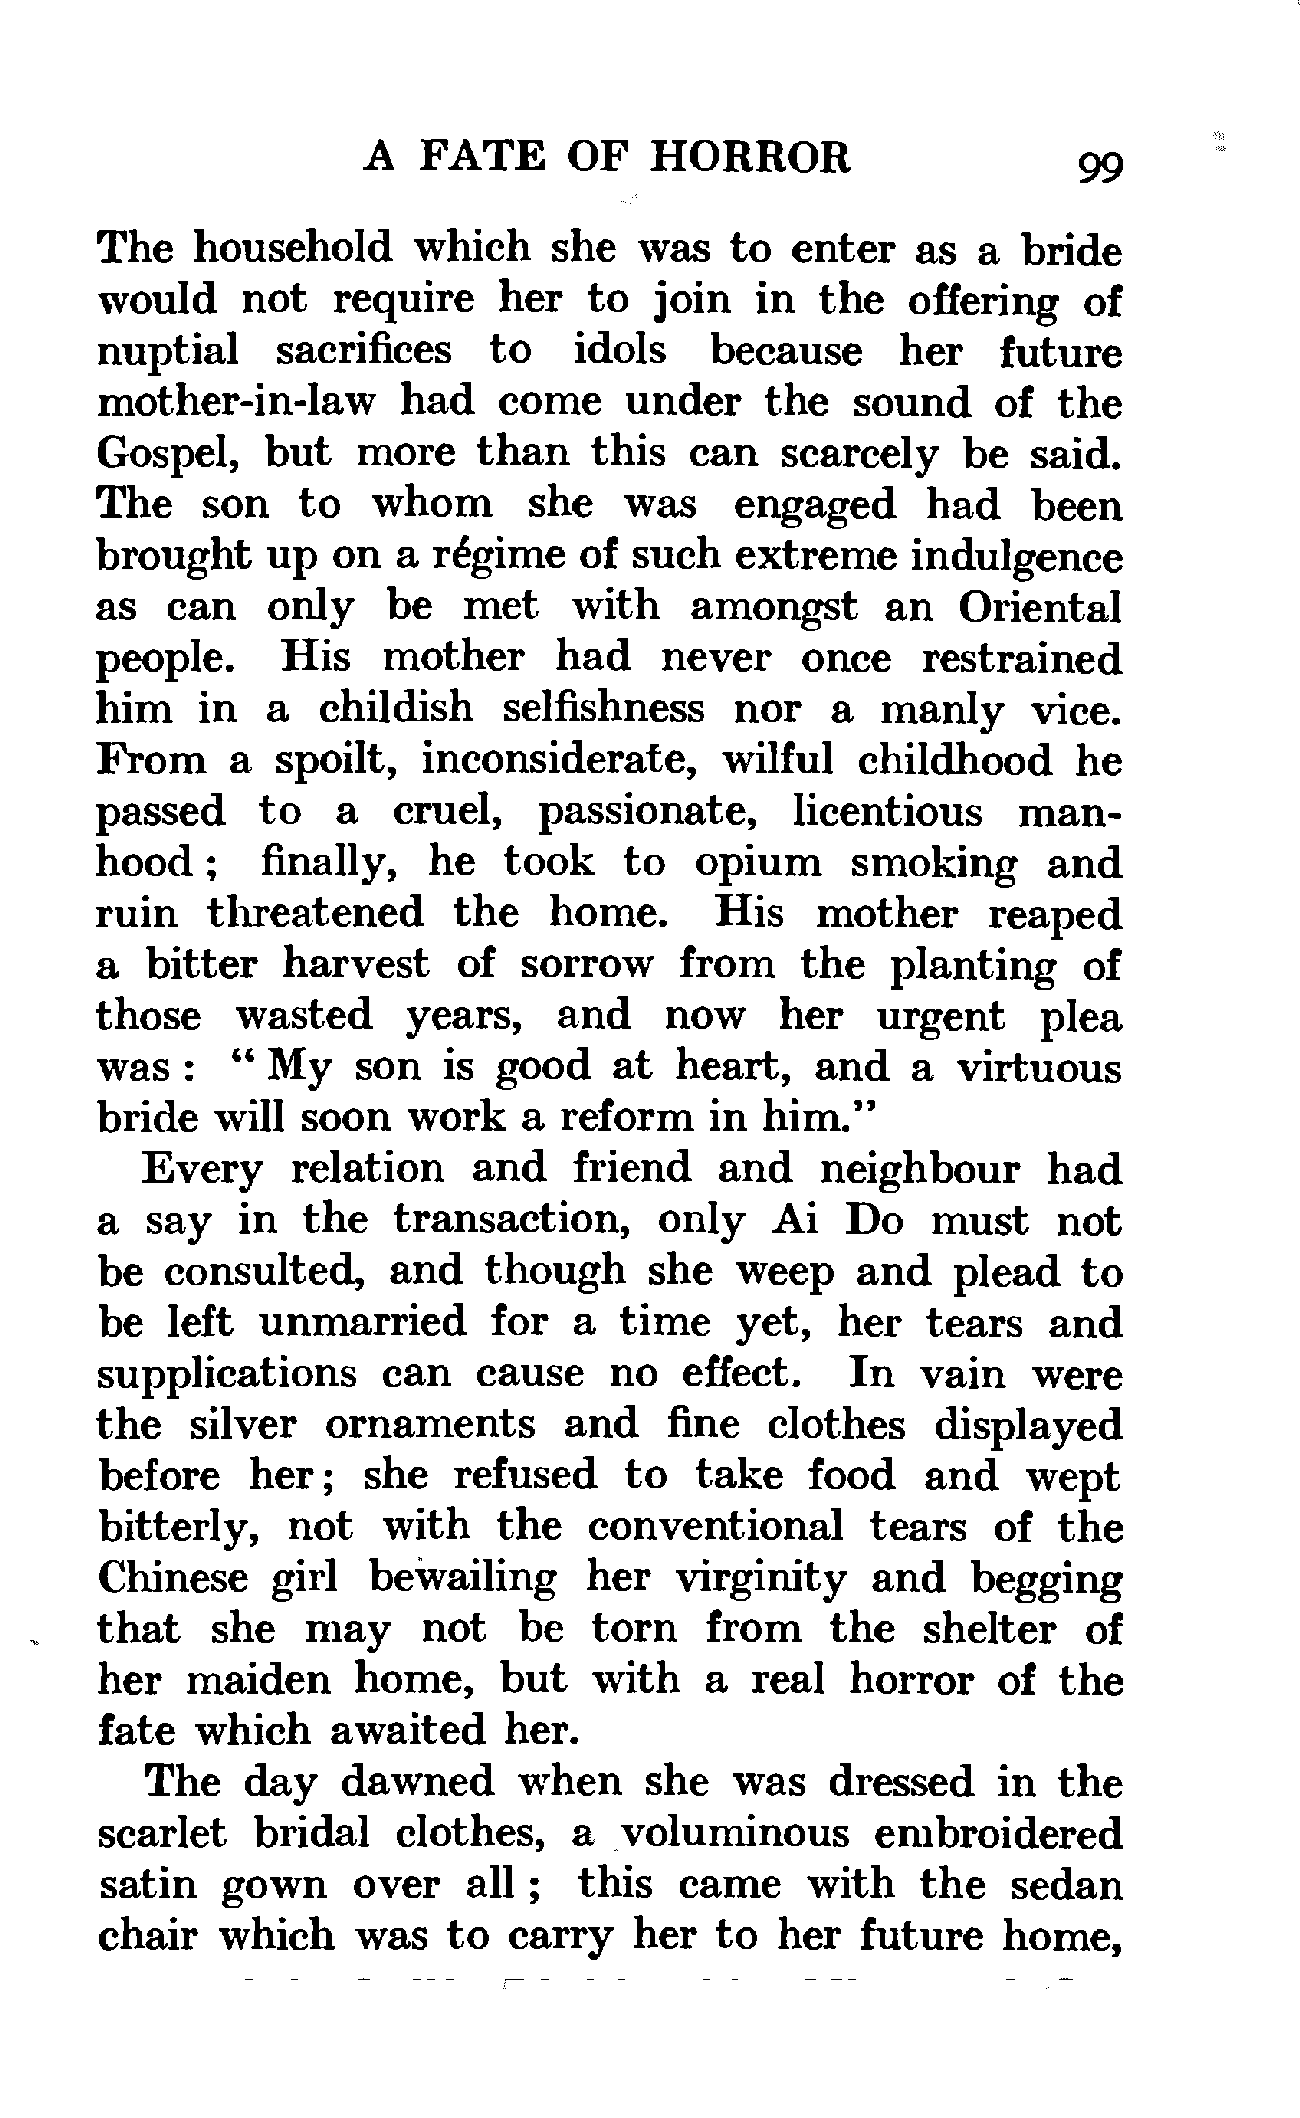 A FATE OF HORROR 99
The household which she was to enter as a bride
would not require her to join in the offering of
nuptial sacrifices to idols because her future
mother-in-law had come under the sound of the
Gospel, but more than this can scarcely be said.
The son to whom she was engaged had been
brought up on a régime of such extreme indulgence
as can only be met with amongst an Oriental
people. His mother had never once restrained
him in a childish selfishness nor a manly vice.
From a spoilt, inconsiderate, wilful childhood he
passed to a cruel, passionate, licentious man-
hood ; finally, he took to opium smoking and
ruin threatened the home. His mother reaped
a bitter harvest of sorrow from the planting of
those wasted years, and now her urgent plea
was : “ My son is good at heart, and a virtuous
bride will soon work a reform in him.”
Every relation and friend and neighbour had
a say in the transaction, only Ai Do must not
be consulted, and though she weep and plead to
be left unmarried for a time yet, her tears and
supplications can cause no effect. In vain were
the silver ornaments and fine clothes displayed
before her ; she refused to take food and wept
bitterly, not with the conventional tears of the
Chinese girl bewailing her virginity and begging
that she may not be torn from the shelter of
her maiden home, but with a real horror of the
fate which awaited her.
The day dawned when she was dressed in the
scarlet bridal clothes, a voluminous embroidered
satin gown over all ; this came with the sedan
chair which was to carry her to her future home,